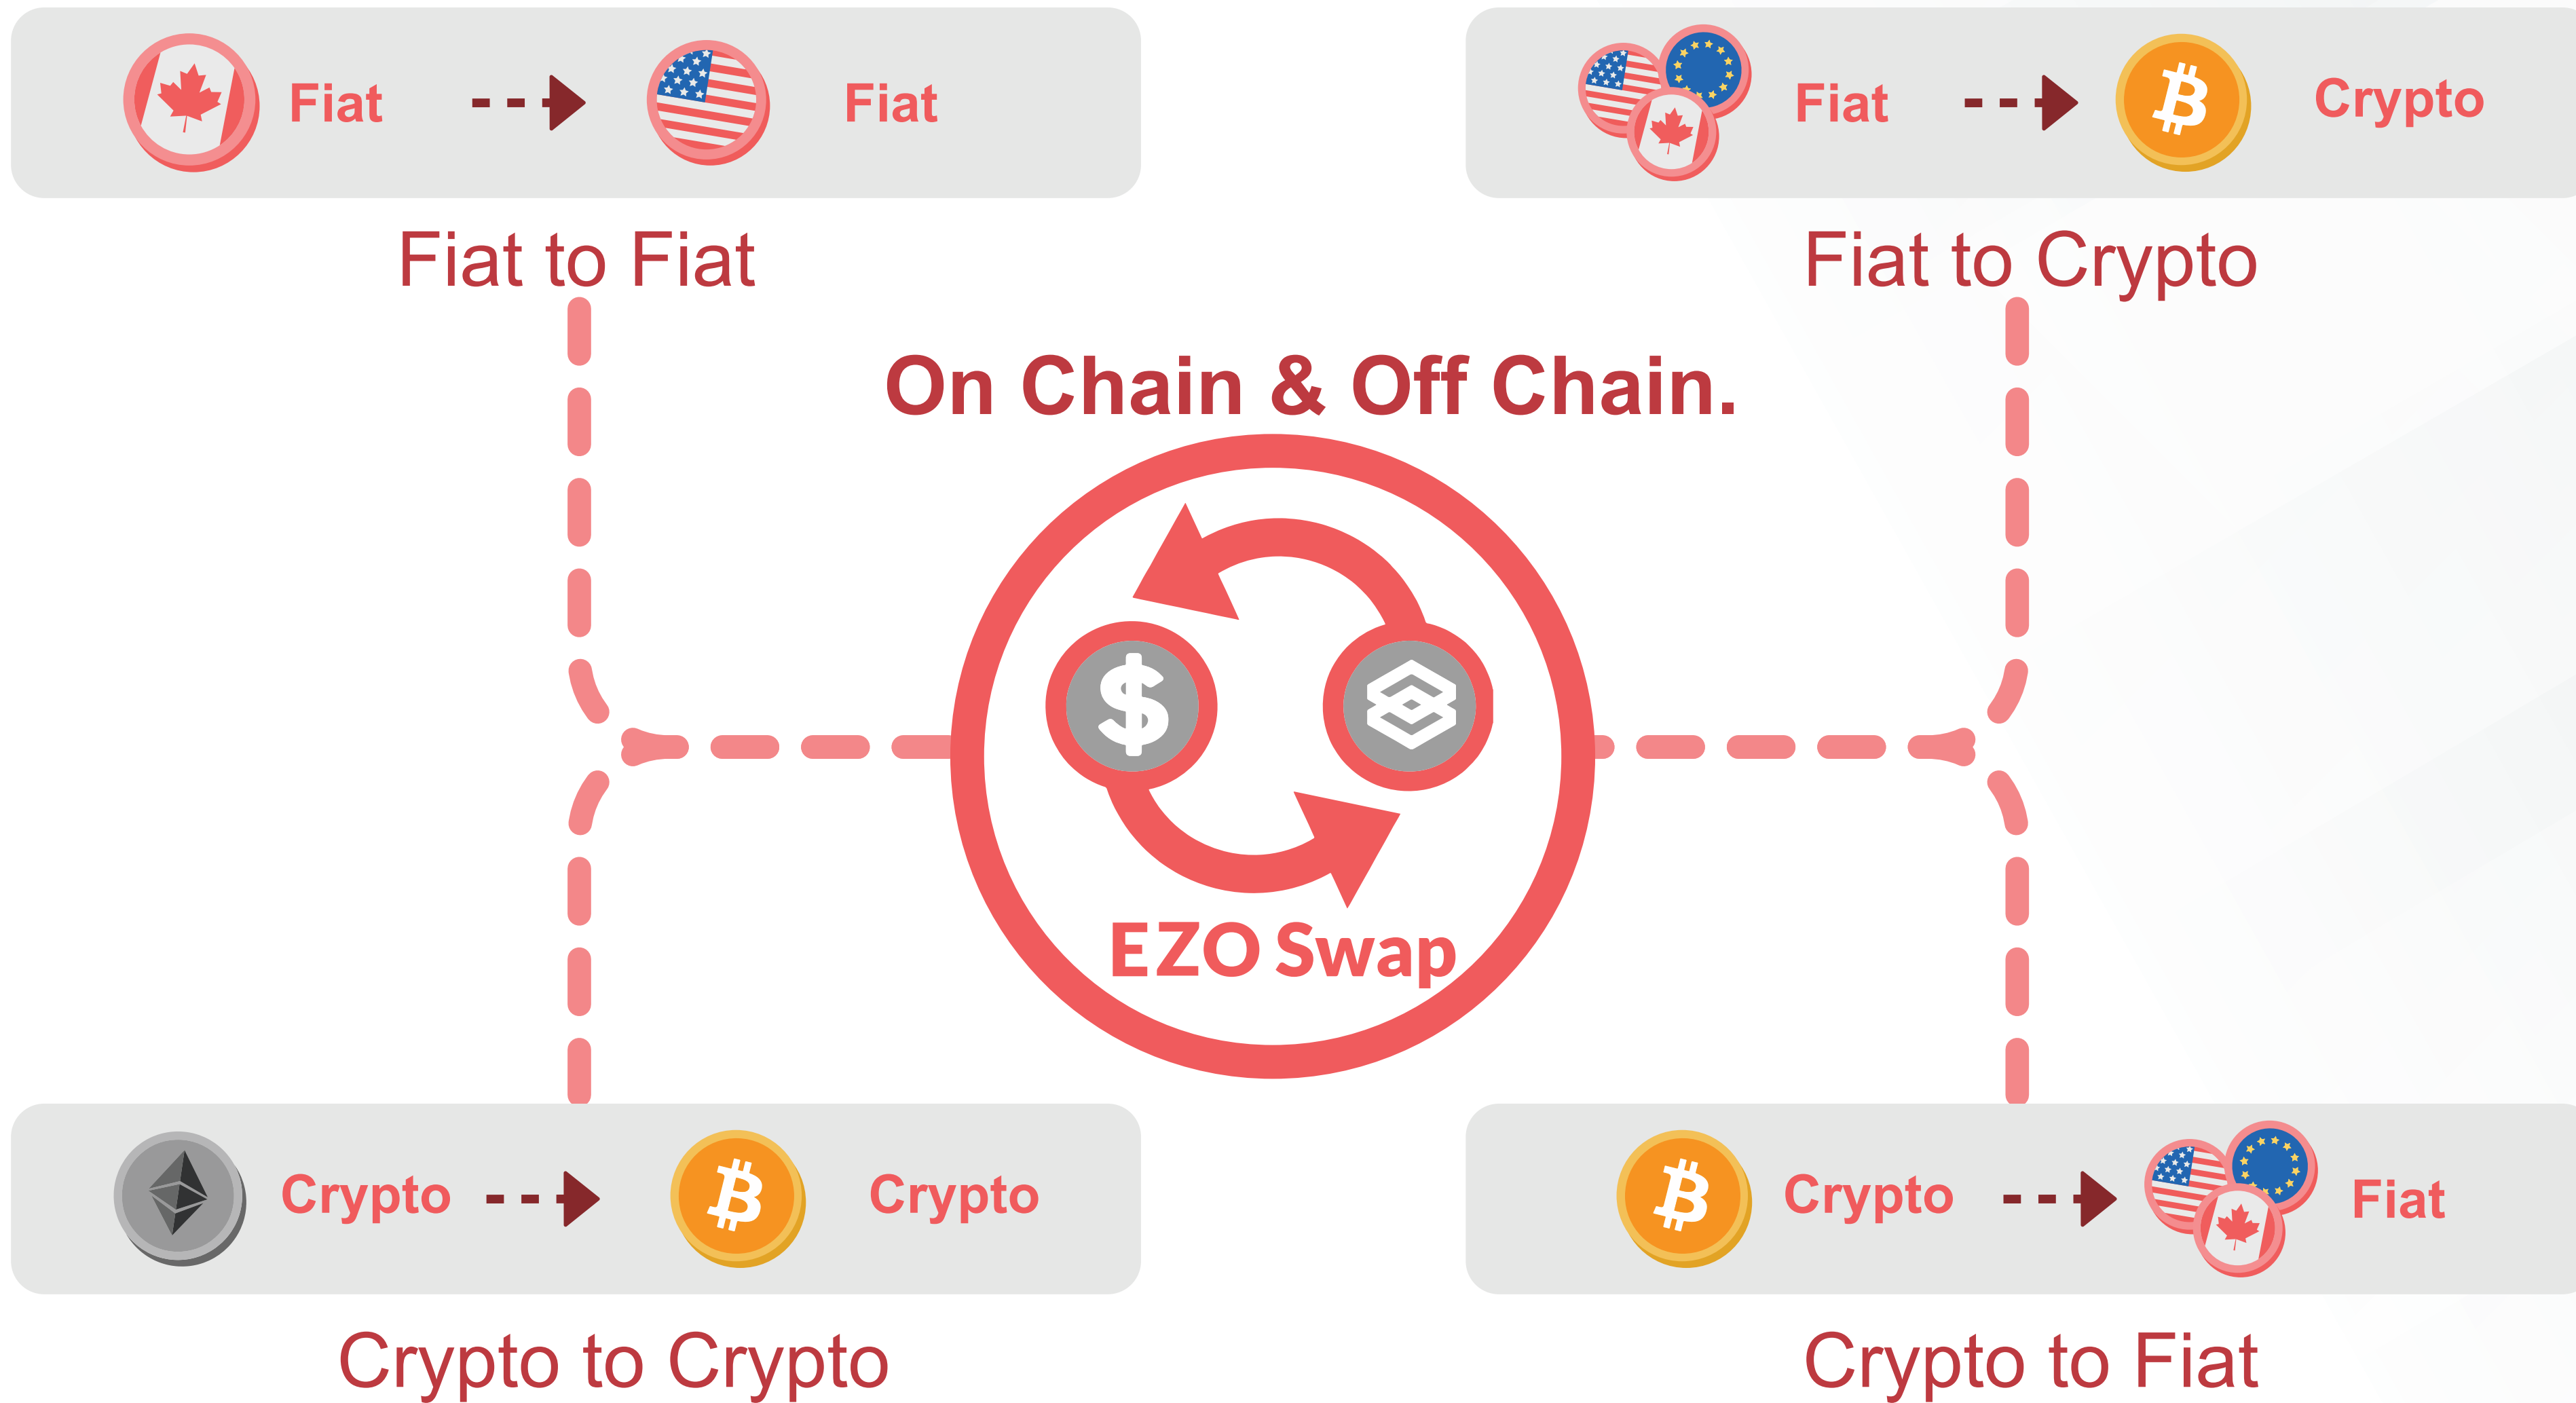 Fiat
Fiat
Fiat
Crypto
Fiat to Fiat
Fiat to Crypto
On Chain & Off Chain.
$
EZO Swap
Crypto
Crypto
Crypto
Fiat
Crypto to Crypto
Crypto to Fiat